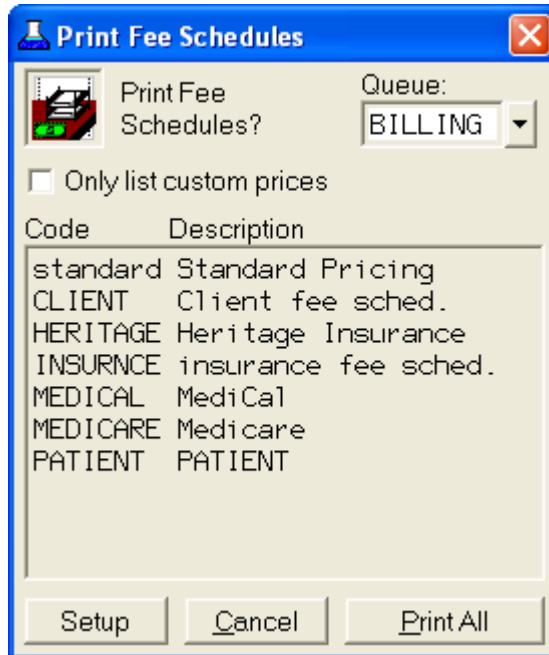 Print Fee Schedules
Print Fee
Schedules?
Queue:
BILLING
Only list custom prices
Code Description
standard Standard Pricing
CLIENT Client fee sched.
HERITAGE Heritage Insurance
INSURNCE insurance fee sched.
MEDICAL MediCal
MEDICARE Medicare
PATIENT PATIENT
Setup Cancel Print All